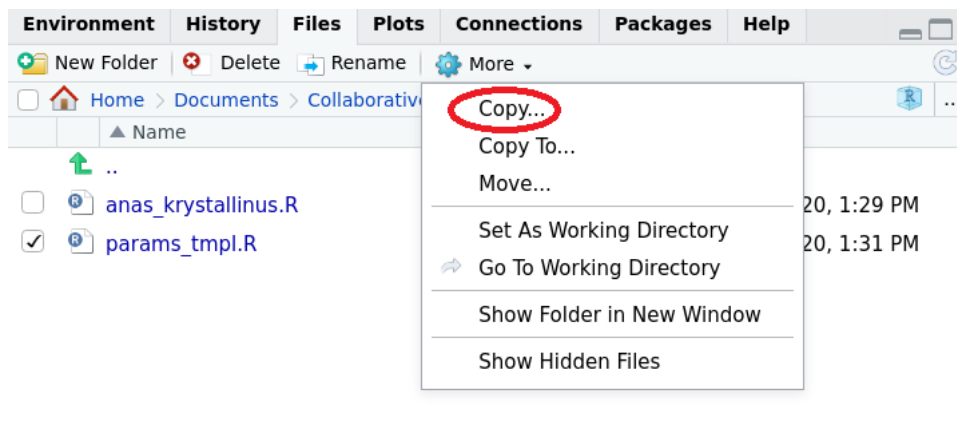 Environment History Files Plots Connections Packages Help
New Folder Delete Rename More
Home > Documents > Collaborative ..
Name
Copy...
..
Copy To...
Move...
anas_krystallinus.R 20, 1:29 PM
Set As Working Directory
params_tmpl.R 20, 1:31 PM
Go To Working Directory
Show Folder in New Window
Show Hidden Files